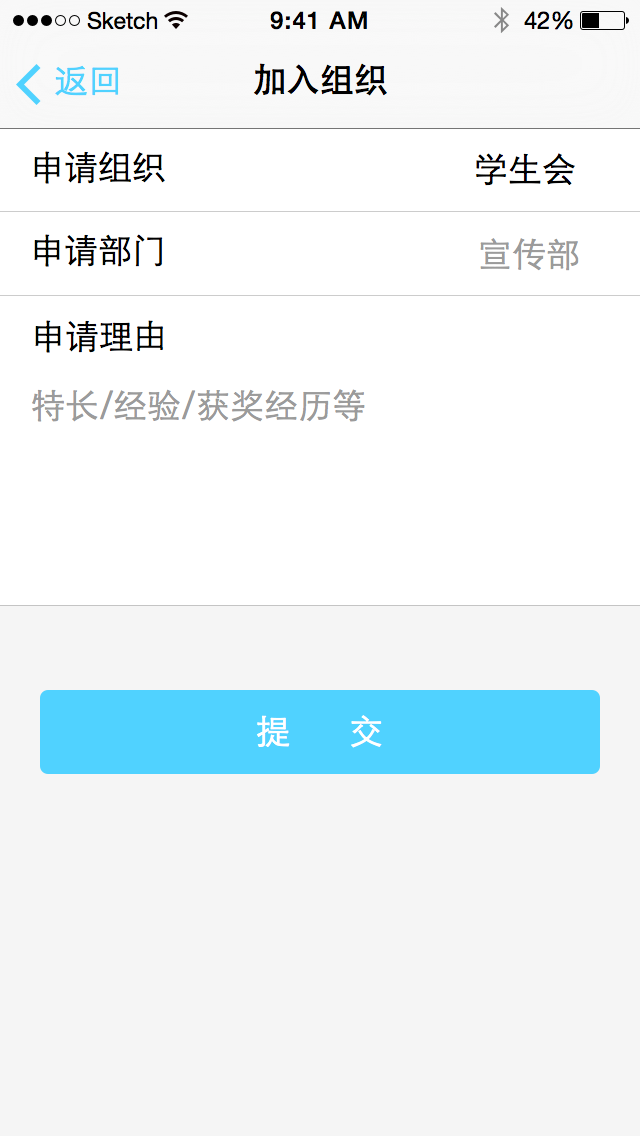 Sketch 9:41 AM 42%
返回 加入组织
申请组织 学生会
申请部门 宣传部
申请理由
特长/经验/获奖经历等
提 交